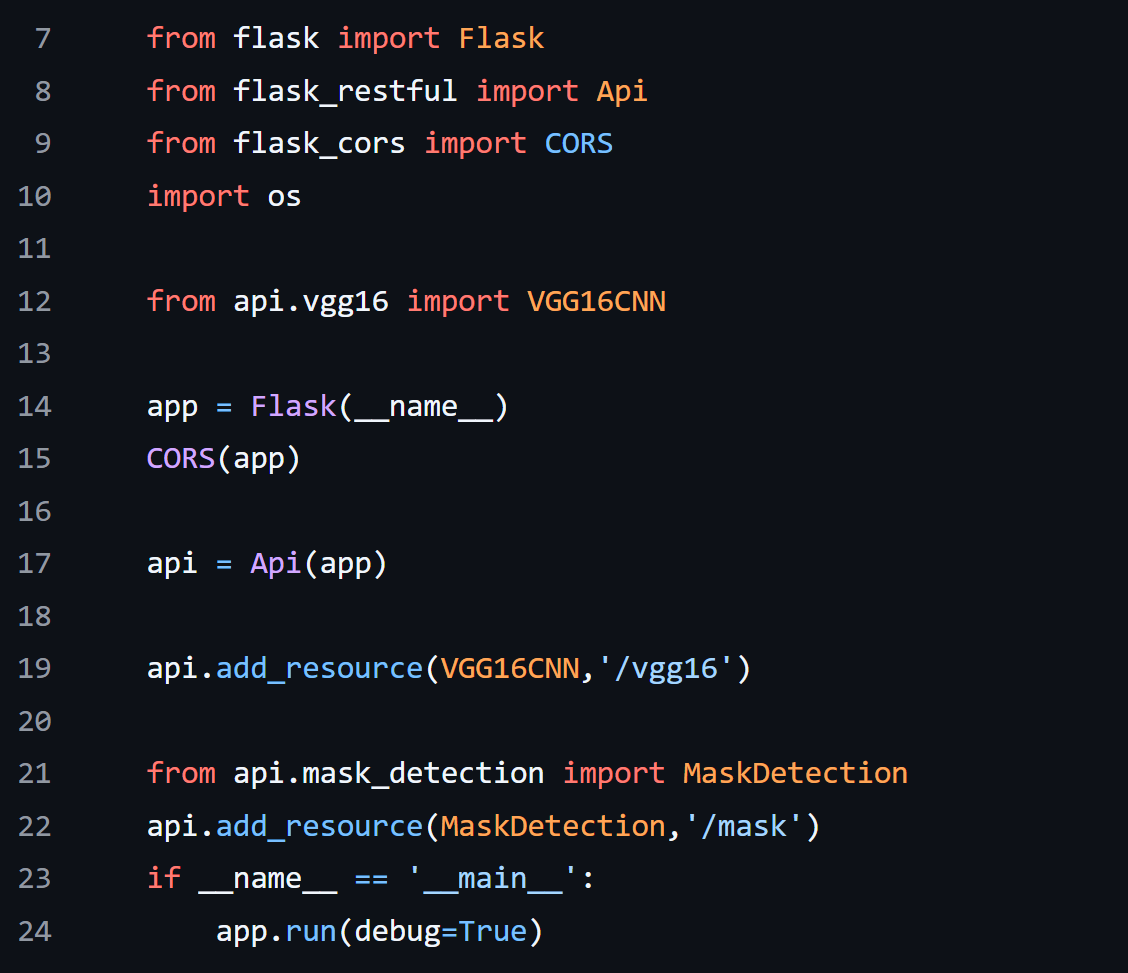 7 from flask import Flask
8 from flask_restful import Api
9 from flask_cors import CORS
10 import os
11
12 from api.vgg16 import VGG16CNN
13
14 app = Flask(__name__)
15 CORS(app)
16
17 api = Api(app)
18
19 api.add_resource(VGG16CNN,'/vgg16')
20
21 from api.mask_detection import MaskDetection
22 api.add_resource(MaskDetection,'/mask')
23 if __name__ == '__main__':
24     app.run(debug=True)